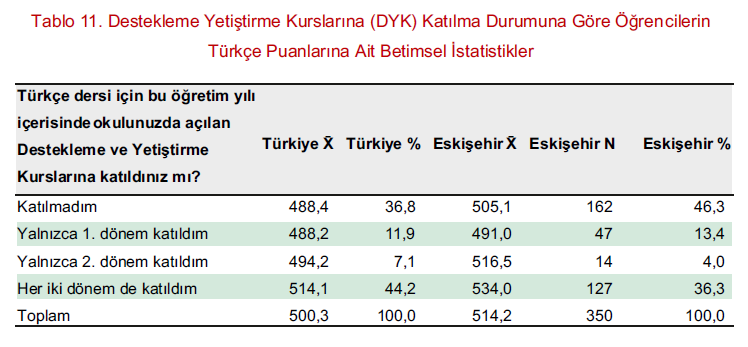 Tablo 11. Destekleme Yetiştirme Kurslarına (DYK) Katılma Durumuna Göre Öğrencilerin
Türkçe Puanlarına Ait Betimsel İstatistikler
Türkçe dersi için bu öğretim yılı
içerisinde okulunuzda açılan
Destekleme ve Yetiştirme
Kurslarına katıldınız mı?
Türkiye X̄ Türkiye % Eskişehir X̄ Eskişehir N Eskişehir %
Katılmadım 488,4 36,8 505,1 162 46,3
Yalnızca 1. dönem katıldım 488,2 11,9 491,0 47 13,4
Yalnızca 2. dönem katıldım 494,2 7,1 516,5 14 4,0
Her iki dönem de katıldım 514,1 44,2 534,0 127 36,3
Toplam 500,3 100,0 514,2 350 100,0